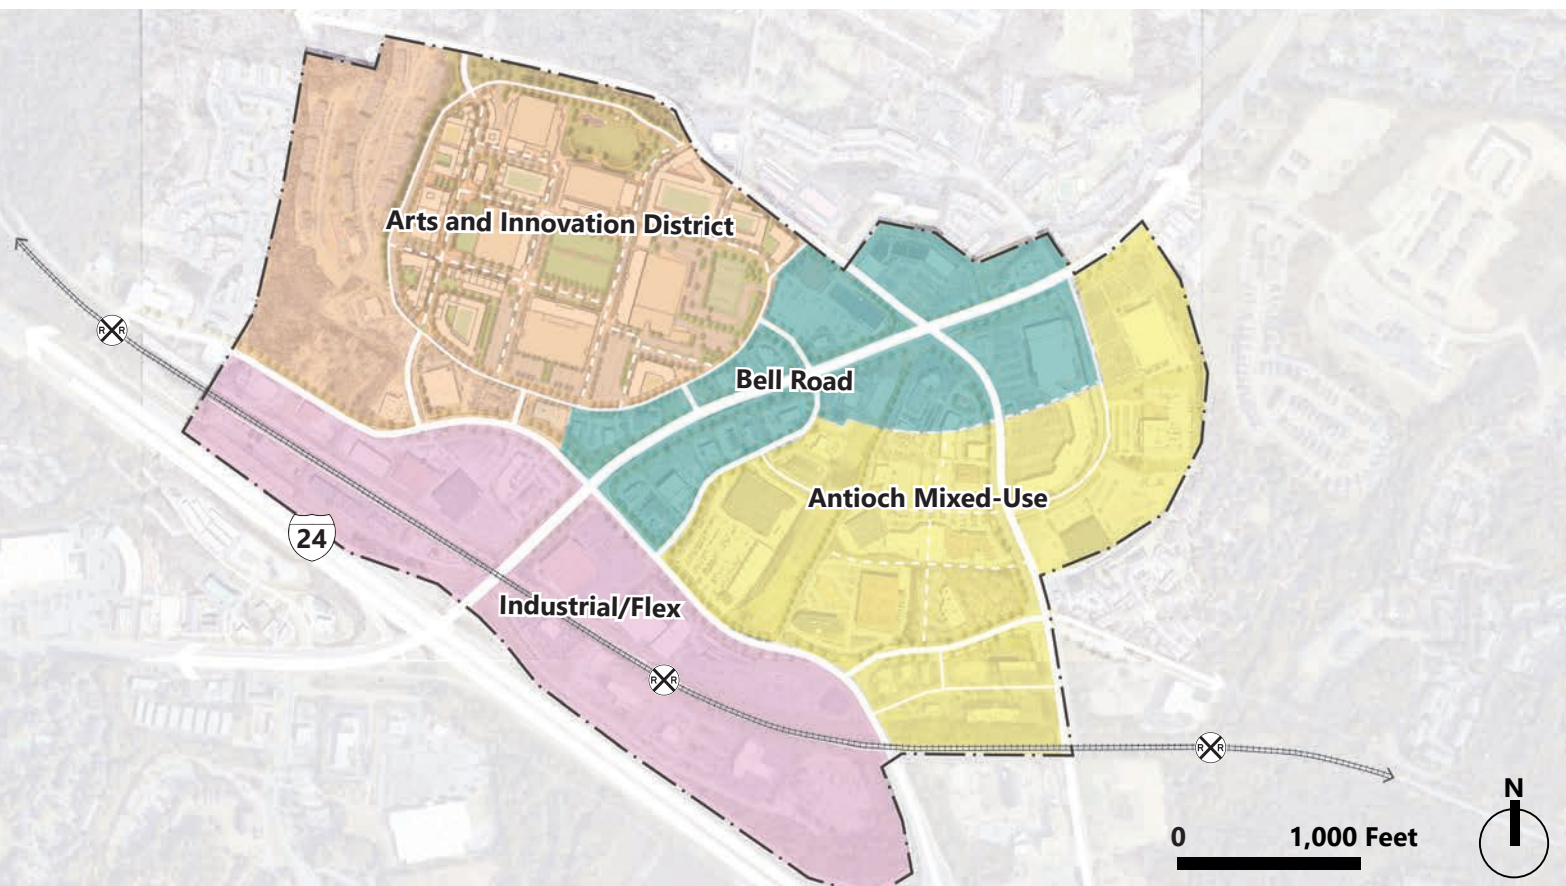 Arts and Innovation District
R R
Bell Road
Antioch Mixed-Use
24
Industrial/Flex
R R
R R
N
0 1,000 Feet